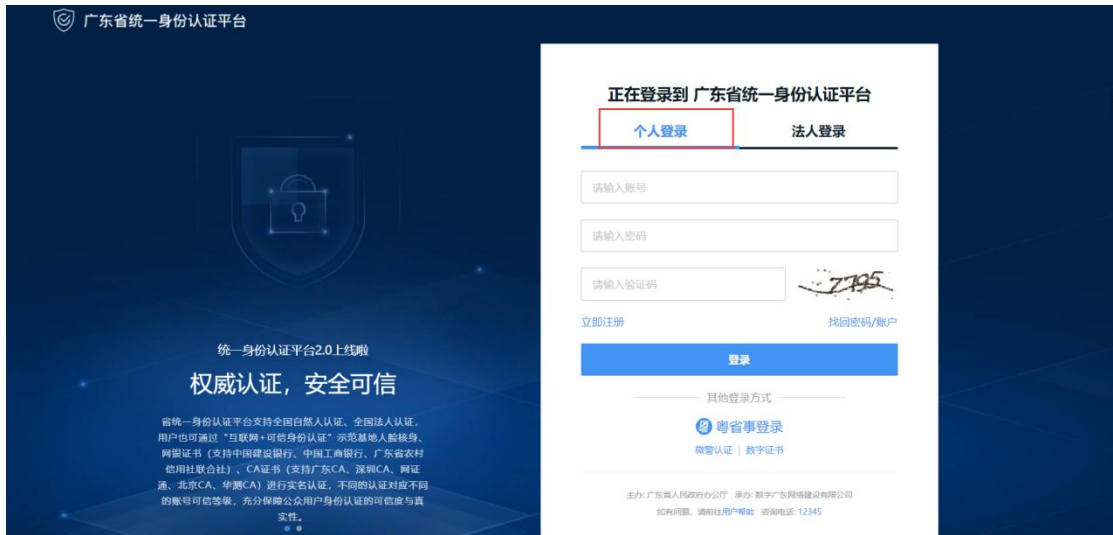 广东省统一身份认证平台
正在登录到 广东省统一身份认证平台
个人登录 法人登录
请输入账号
请输入密码
请输入验证码 7795
立即注册 找回密码/账户
登录
其他登录方式
粤省事登录
微警认证 | 数字证书
主办: 广东省人民政府办公厅 承办: 数字广东网络建设有限公司
如有问题，请前往用户帮助 咨询电话: 12345
统一身份认证平台2.0上线啦
权威认证，安全可信
省统一身份认证平台支持全国自然人认证、全国法人认证，
用户也可通过“互联网+可信身份认证”示范基地人脸核身、
网银证书（支持中国建设银行、中国工商银行、广东省农村
信用社联合社）、CA证书（支持广东CA、深圳CA、网证
通、北京CA、华测CA）进行实名认证，不同的认证对应不同
的账号可信等级，充分保障公众用户身份认证的可信度与真
实性。